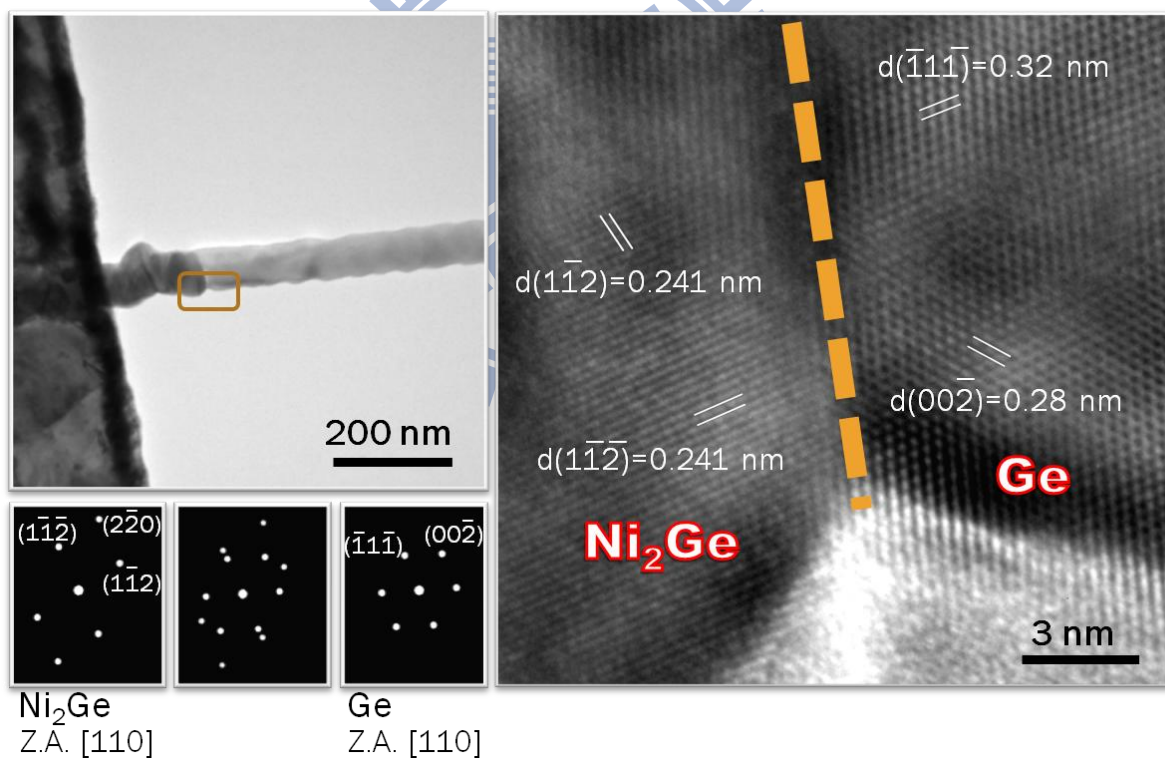 200 nm
(11̅2̅)
(22̅0)
(11̅2)
(1̅11̅)
(002̅)
Ni₂Ge
Z.A. [110]
Ge
Z.A. [110]
d(1̅11̅)=0.32 nm
d(11̅2)=0.241 nm
d(002̅)=0.28 nm
d(11̅2̅)=0.241 nm
Ge
Ni₂Ge
3 nm